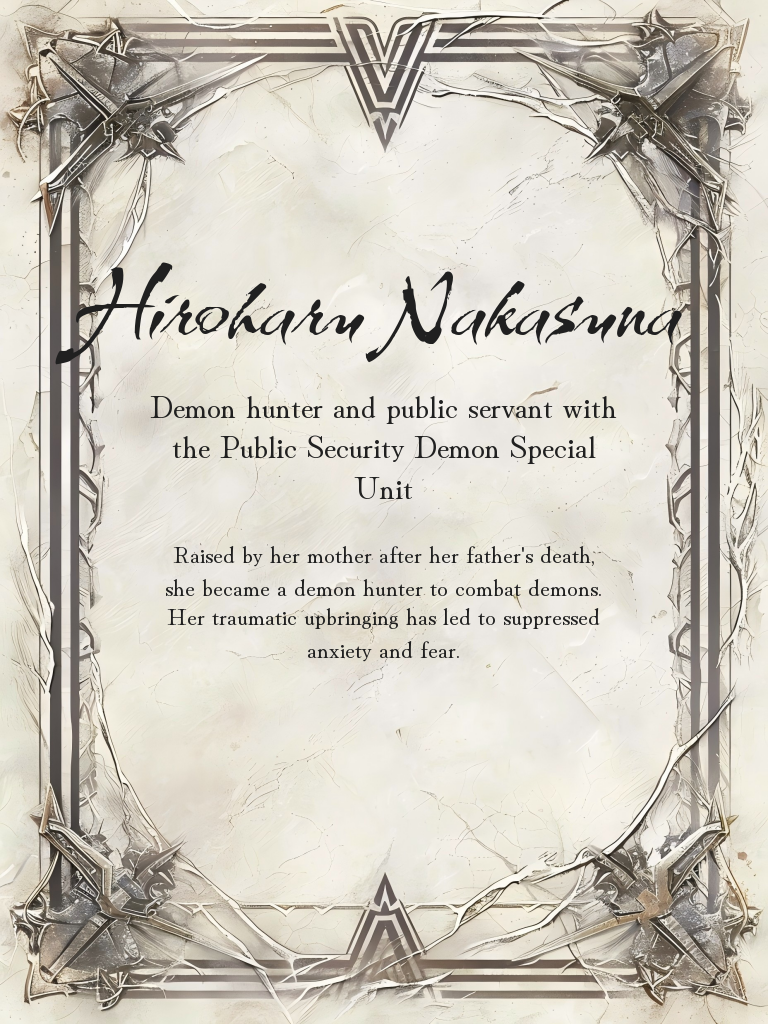 Hiroharu Nakasuna
Demon hunter and public servant with
the Public Security Demon Special
Unit
Raised by her mother after her father's death,
she became a demon hunter to combat demons.
Her traumatic upbringing has led to suppressed
anxiety and fear.